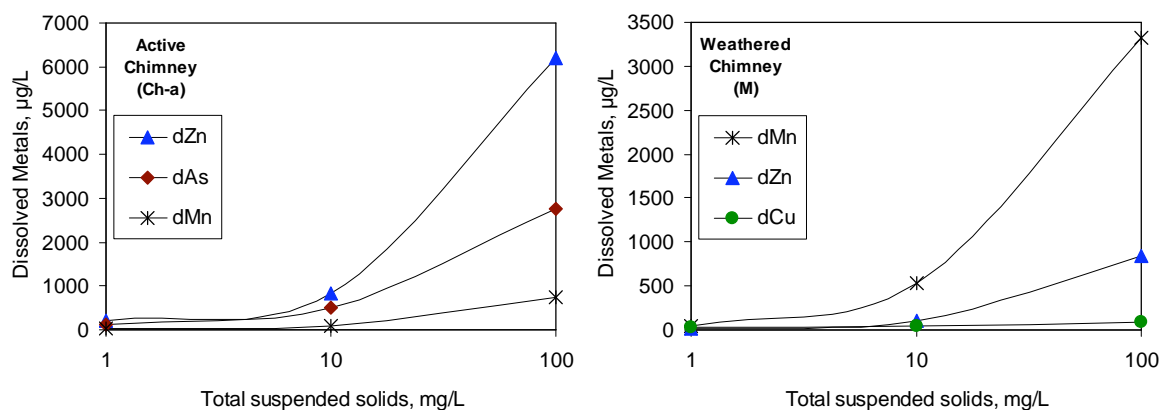 Dissolved Metals, µg/L
7000
6000
5000
4000
3000
2000
1000
0
Active
Chimney
(Ch-a)
dZn
dAs
dMn
1 10 100
Total suspended solids, mg/L
Dissolved Metals, µg/L
3500
3000
2500
2000
1500
1000
500
0
Weathered
Chimney
(M)
dMn
dZn
dCu
1 10 100
Total suspended solids, mg/L